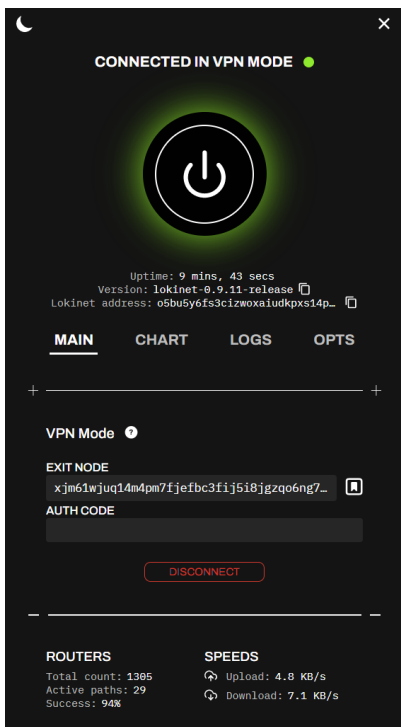 CONNECTED IN VPN MODE
Uptime: 9 mins, 43 secs
Version: lokinet-0.9.11-release
Lokinet address: o5bu5y6fs3cizwoxaiudkpxs14p…
MAIN CHART LOGS OPTS
VPN Mode ?
EXIT NODE
xjm61wjuq14m4pm7fjefbc3fij5i8jgzqo6ng7…
AUTH CODE
DISCONNECT
ROUTERS SPEEDS
Total count: 1305 Upload: 4.8 KB/s
Active paths: 29 Download: 7.1 KB/s
Success: 94%